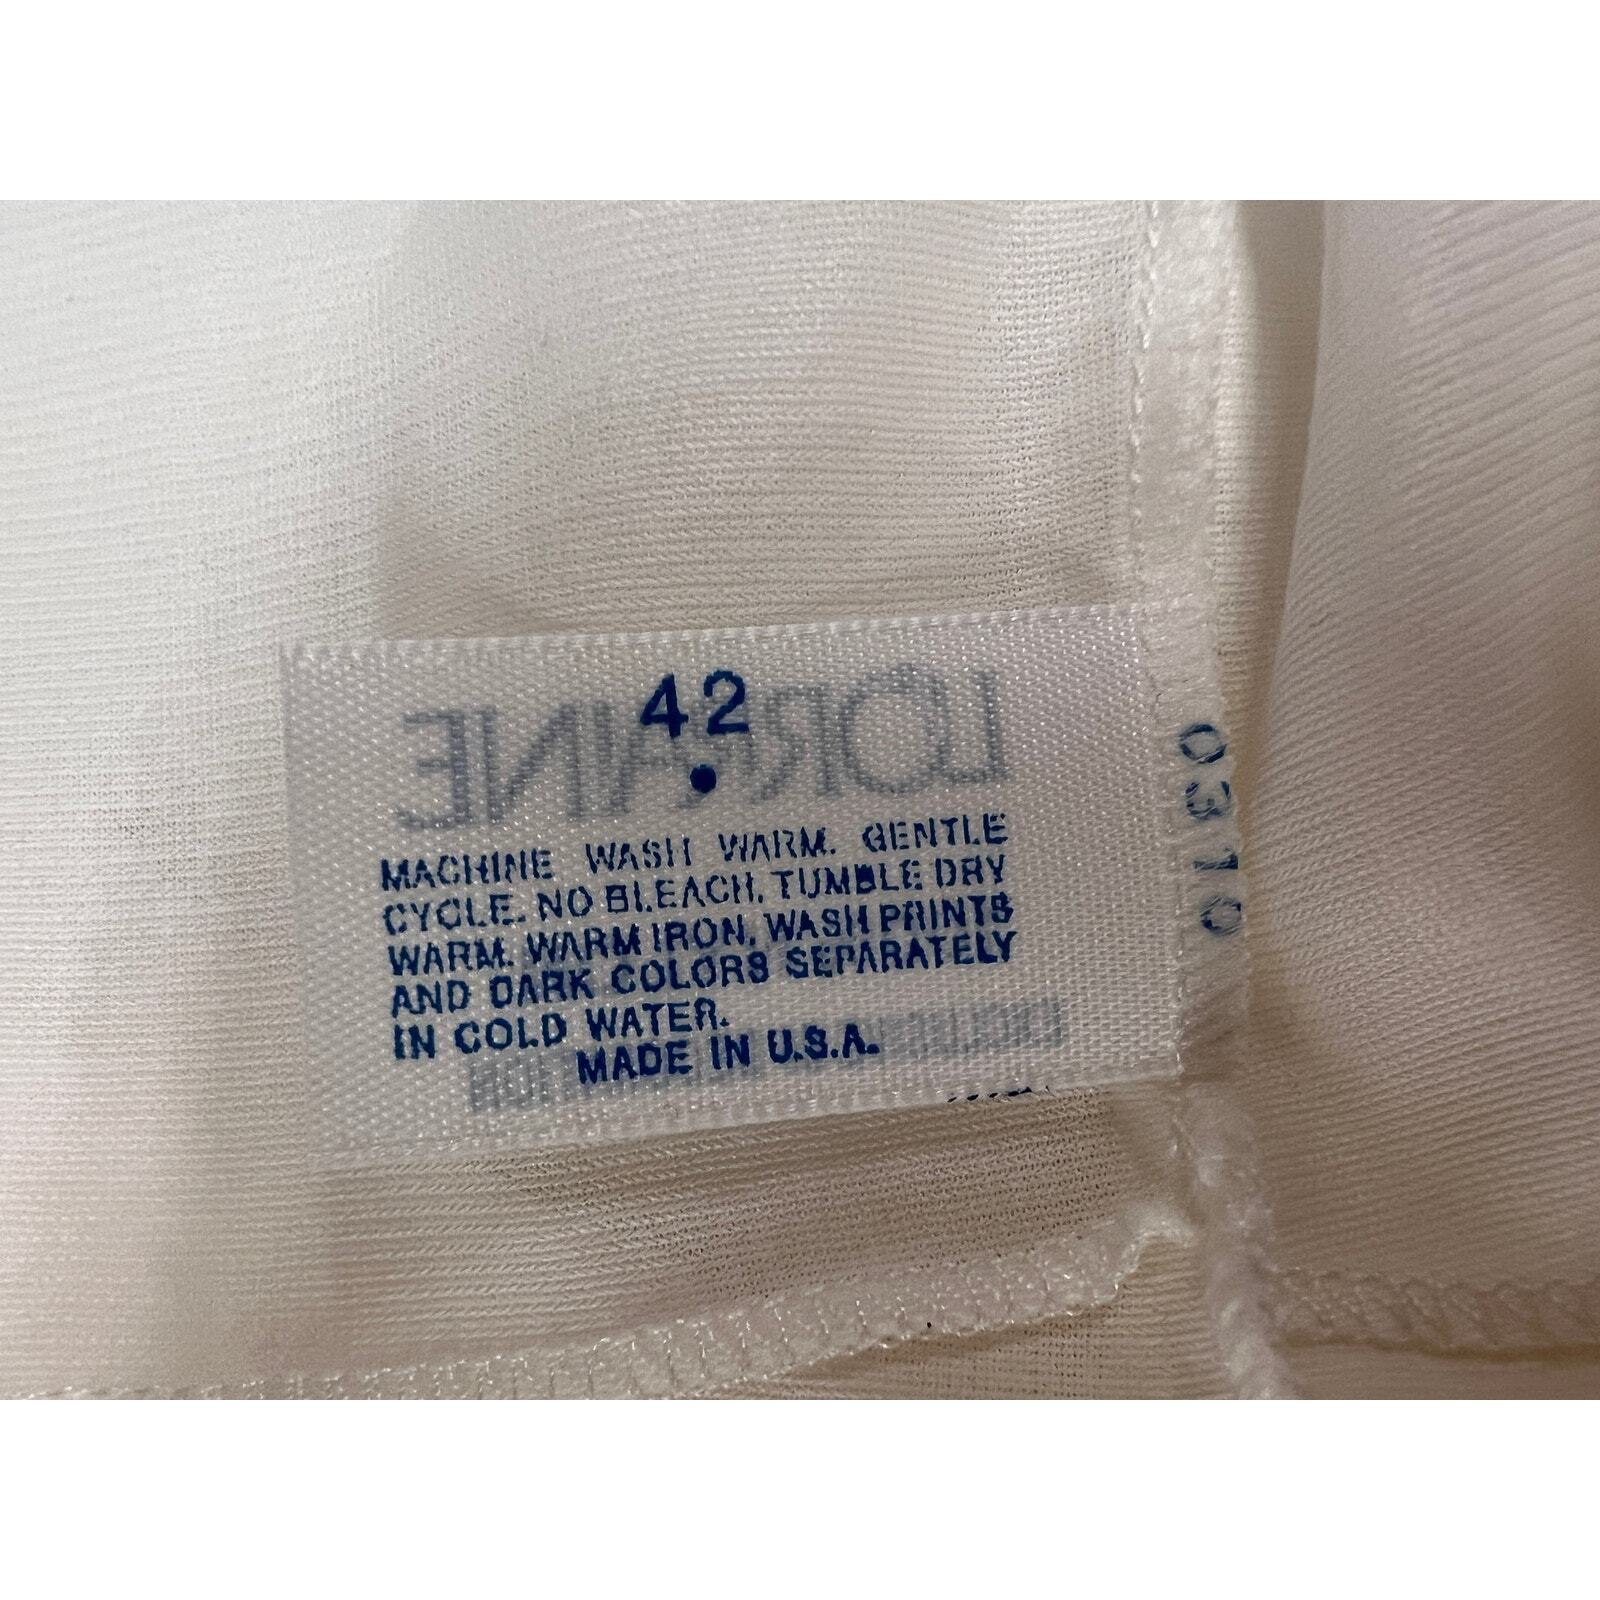 42
LORRAINE
MACHINE WASH WARM. GENTLE
CYCLE. NO BLEACH. TUMBLE DRY
WARM. WARM IRON. WASH PRINTS
AND DARK COLORS SEPARATELY
IN COLD WATER.
MADE IN U.S.A.
0310